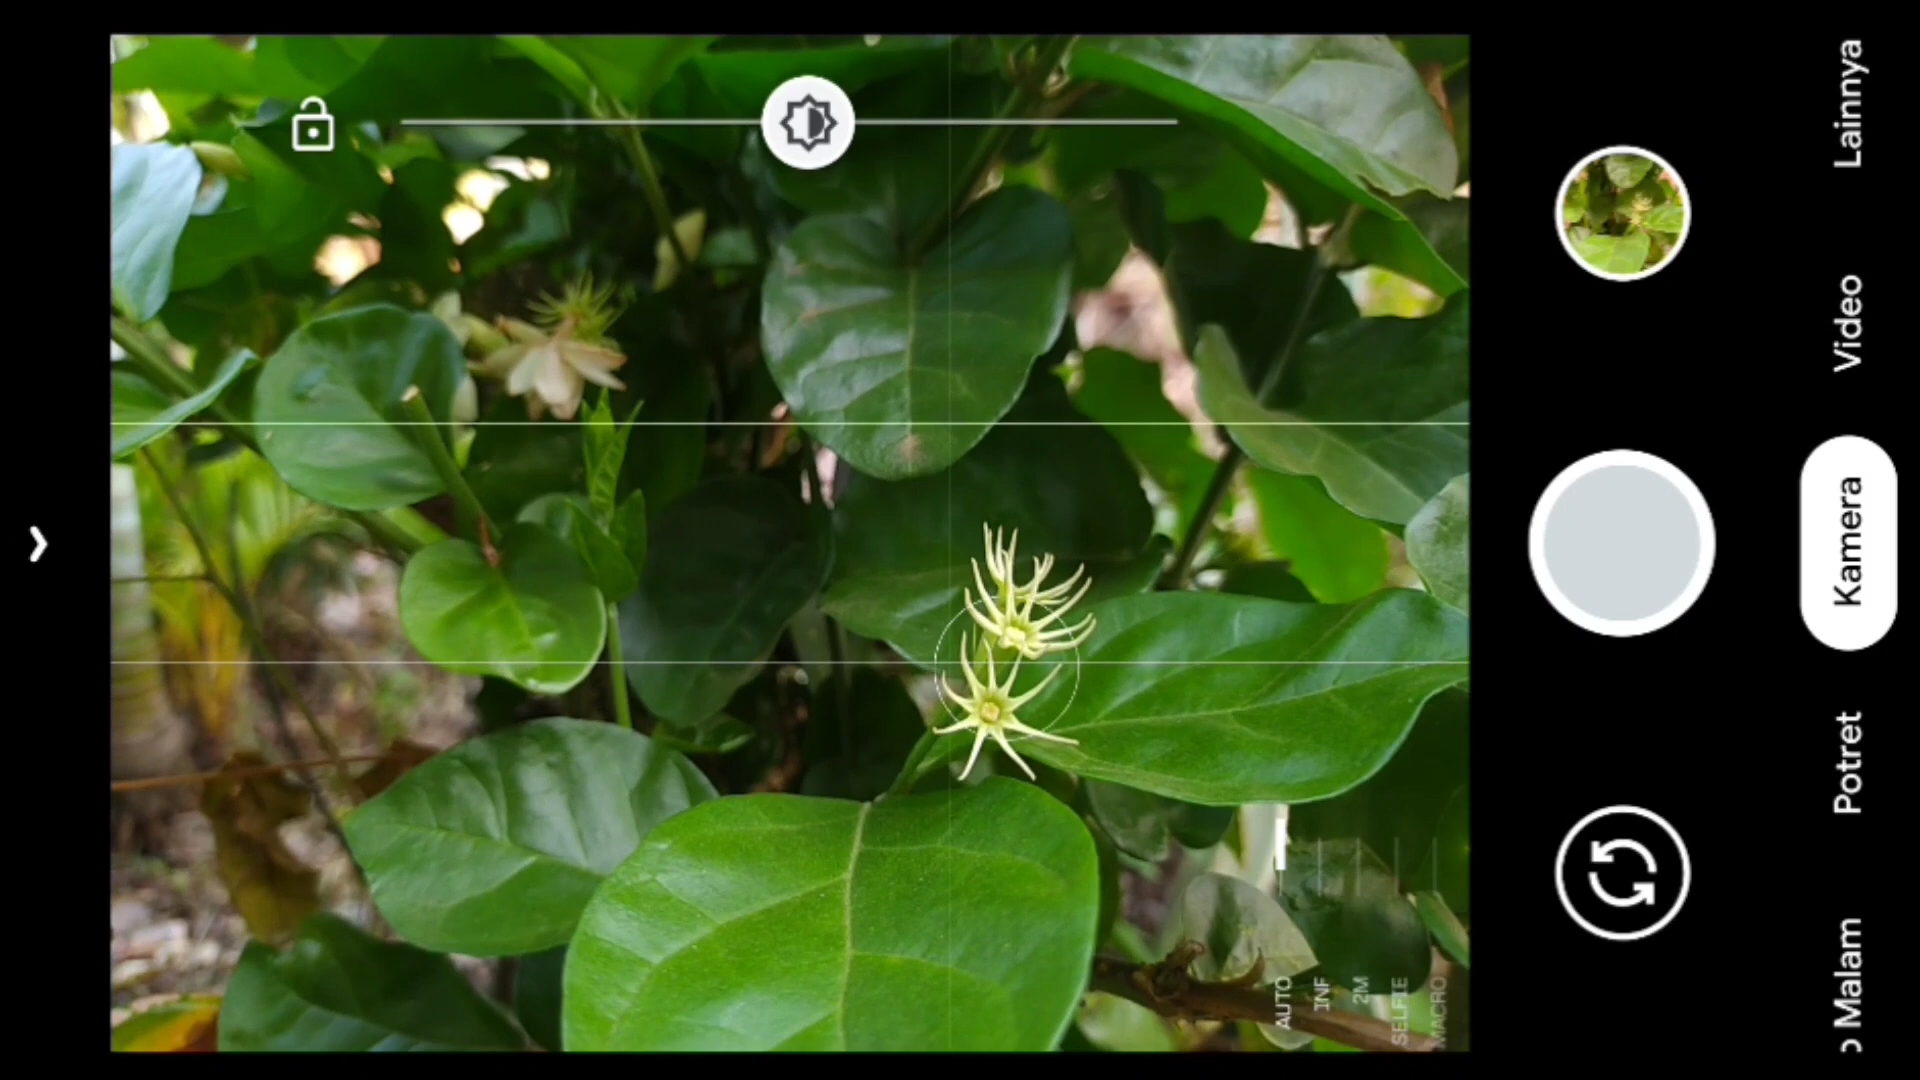 Lainnya
Video
Kamera
Potret
Malam
AUTO
INF
2M
SELFIE
MACRO